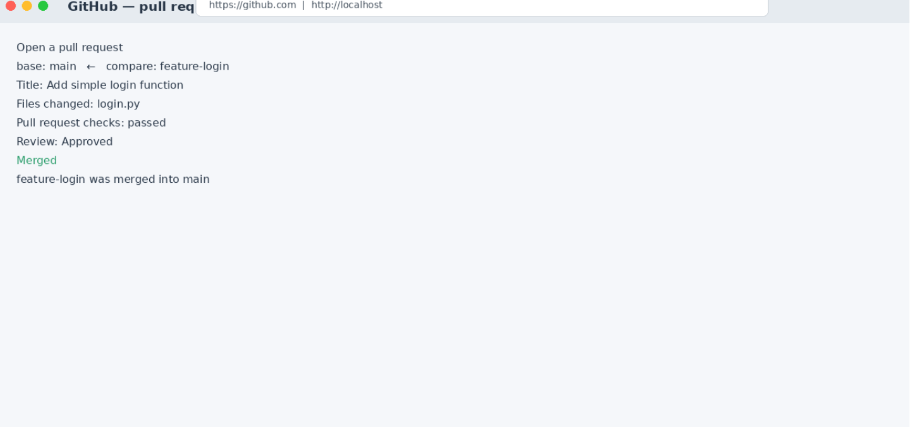 GitHub — pull req
https://github.com | http://localhost
Open a pull request
base: main ← compare: feature-login
Title: Add simple login function
Files changed: login.py
Pull request checks: passed
Review: Approved
Merged
feature-login was merged into main